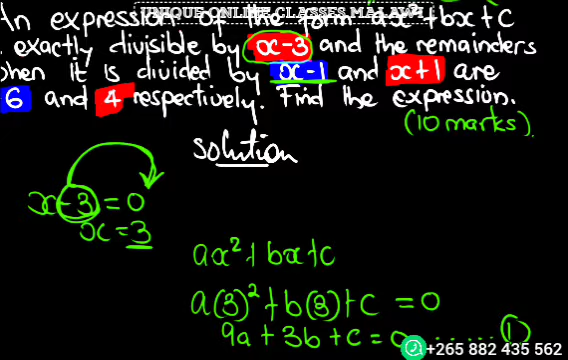 UNIQUE ONLINE CLASSES MALAWI
An expression of the form ax²+bx+c
exactly divisible by x-3 and the remainders
when it is divided by x-1 and x+1 are
6 and 4 respectively. Find the expression.
(10 marks).
solution
x-3=0
x=3
ax²+bx+c
a(3)²+b(3)+c=0
9a+3b+c=0......①
+265 882 435 562